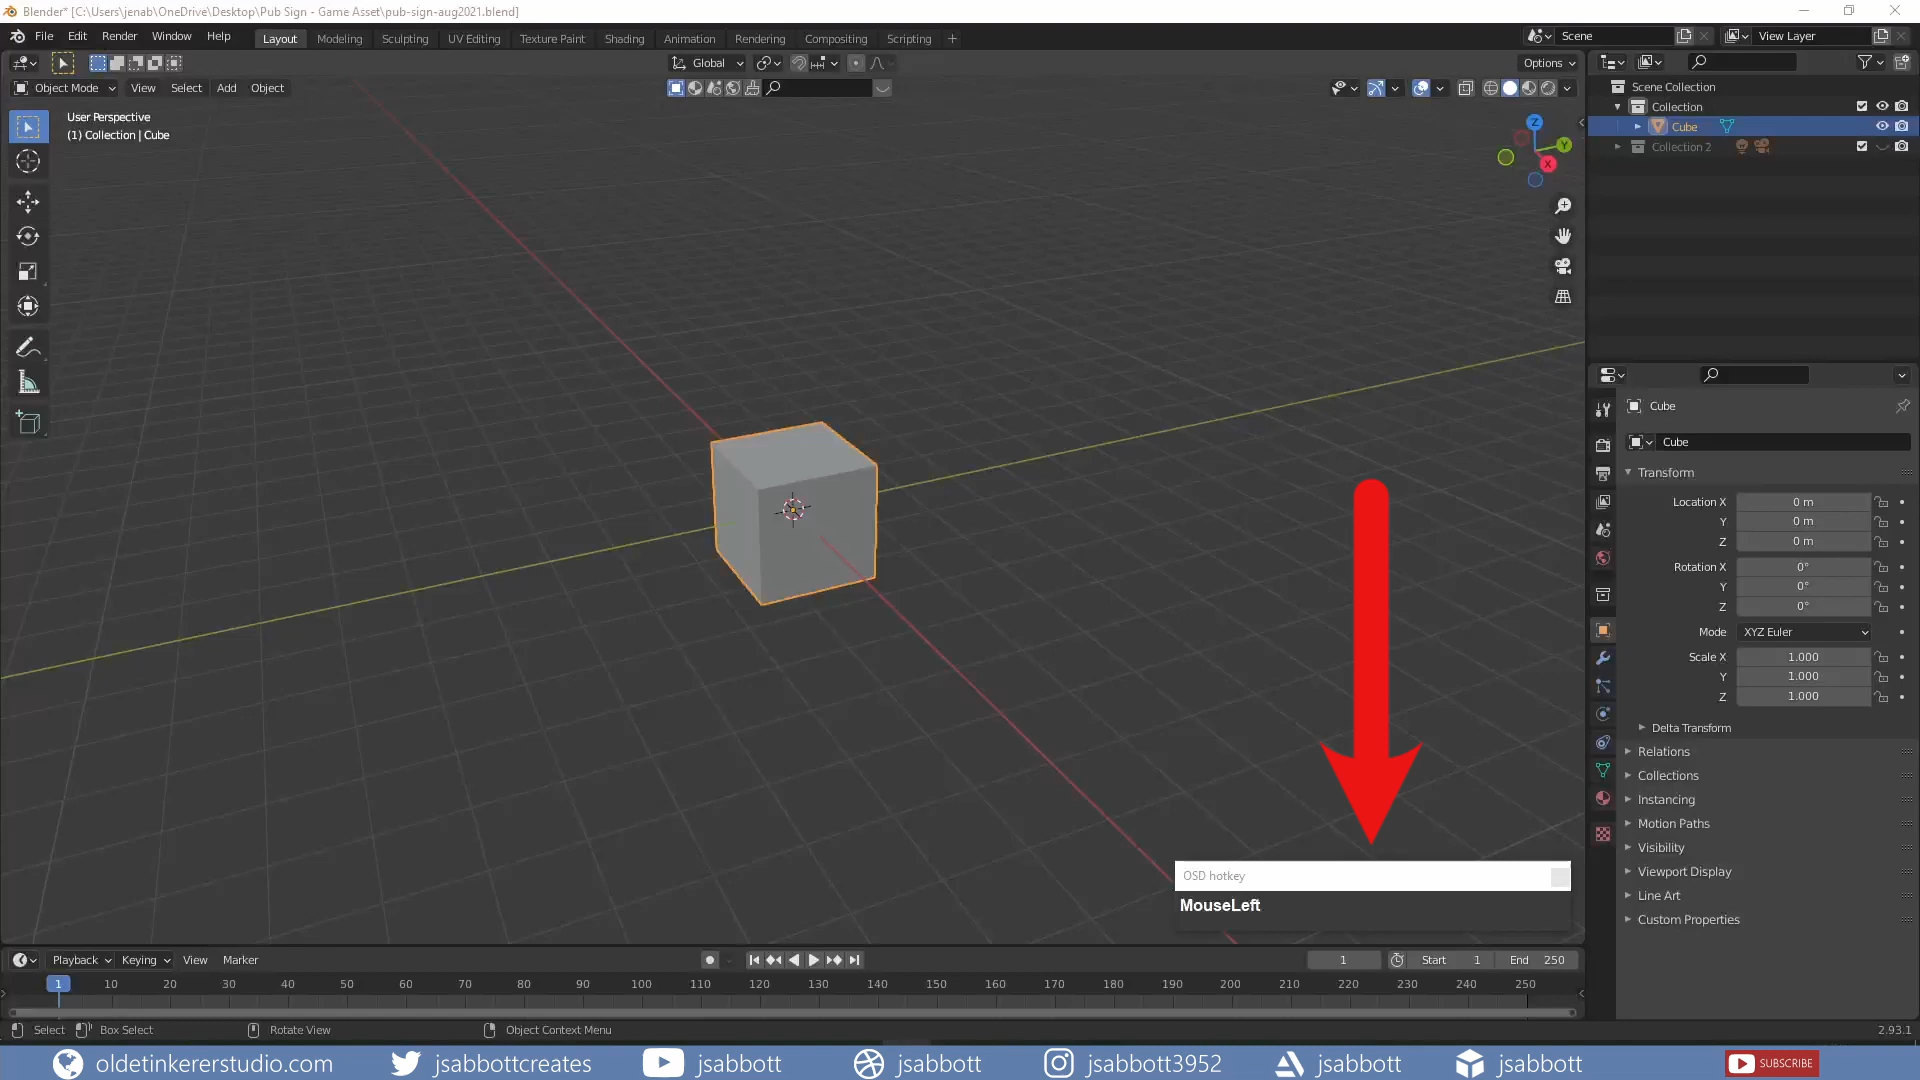 Blender* [C:\Users\jenab\OneDrive\Desktop\Pub Sign - Game Asset\pub-sign-aug2021.blend]
File Edit Render Window Help Layout Modeling Sculpting UV Editing Texture Paint Shading Animation Rendering Compositing Scripting + Scene View Layer
Global Options
Object Mode View Select Add Object
User Perspective
(1) Collection | Cube
Z
Y
X
Scene Collection
Collection
Cube
Collection 2
Cube
Cube
Transform
Location X 0 m
Y 0 m
Z 0 m
Rotation X 0°
Y 0°
Z 0°
Mode XYZ Euler
Scale X 1.000
Y 1.000
Z 1.000
Delta Transform
Relations
Collections
Instancing
Motion Paths
Visibility
Viewport Display
Line Art
Custom Properties
OSD hotkey
MouseLeft
Playback Keying View Marker 1 Start 1 End 250
1 10 20 30 40 50 60 70 80 90 100 110 120 130 140 150 160 170 180 190 200 210 220 230 240 250
Select Box Select Rotate View Object Context Menu 2.93.1
oldetinkererstudio.com jsabbottcreates jsabbott jsabbott jsabbott3952 jsabbott jsabbott SUBSCRIBE